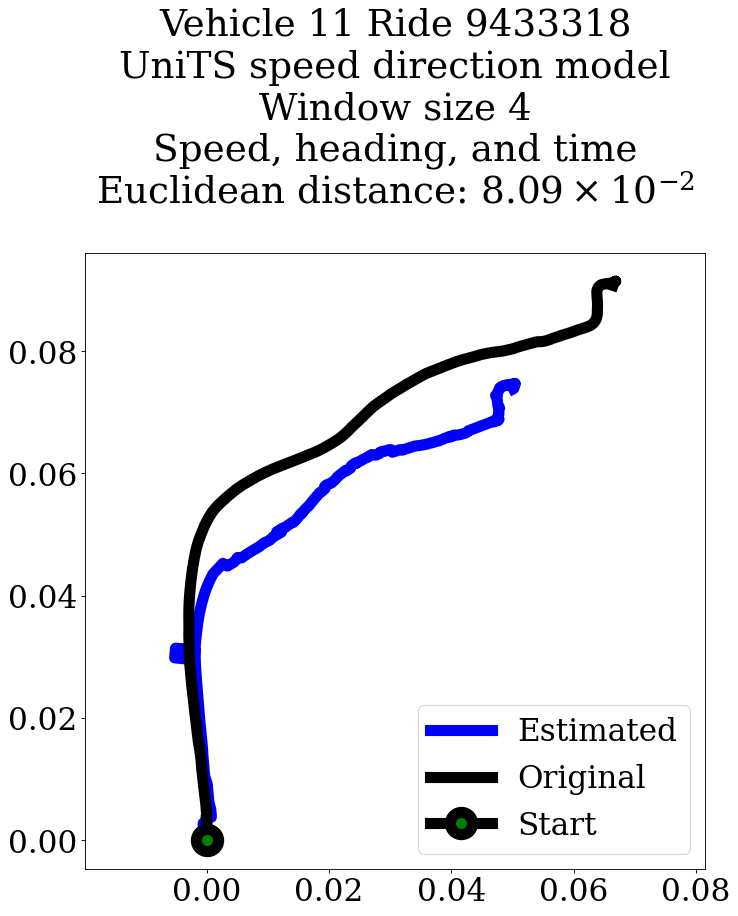 Vehicle 11 Ride 9433318
UniTS speed direction model
Window size 4
Speed, heading, and time
Euclidean distance: 8.09 × 10⁻²
0.08
0.06
0.04
0.02
0.00
Estimated
Original
Start
0.00 0.02 0.04 0.06 0.08